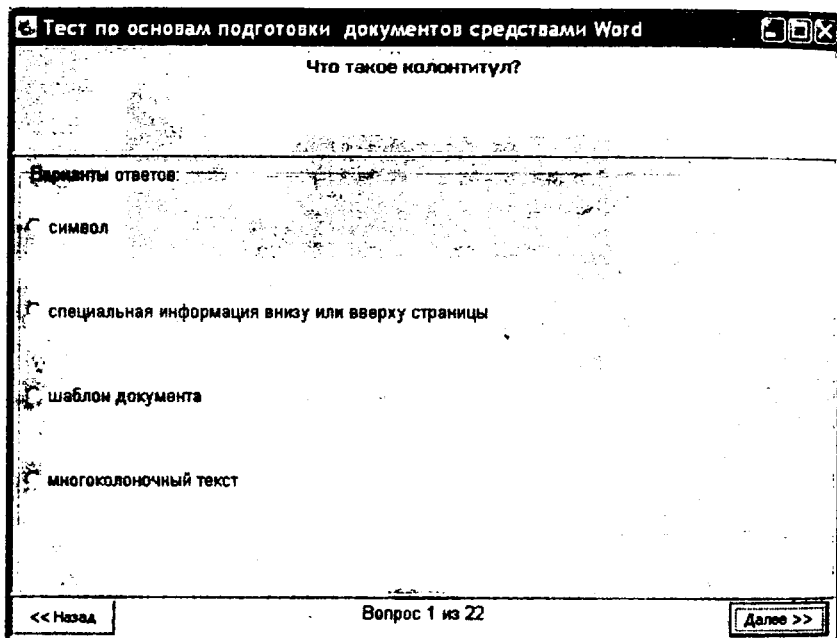 Тест по основам подготовки документов средствами Word
Что такое колонтитул?
Варианты ответов:
символ
специальная информация внизу или вверху страницы
шаблон документа
многоколоночный текст
<< Назад
Вопрос 1 из 22
Далее >>